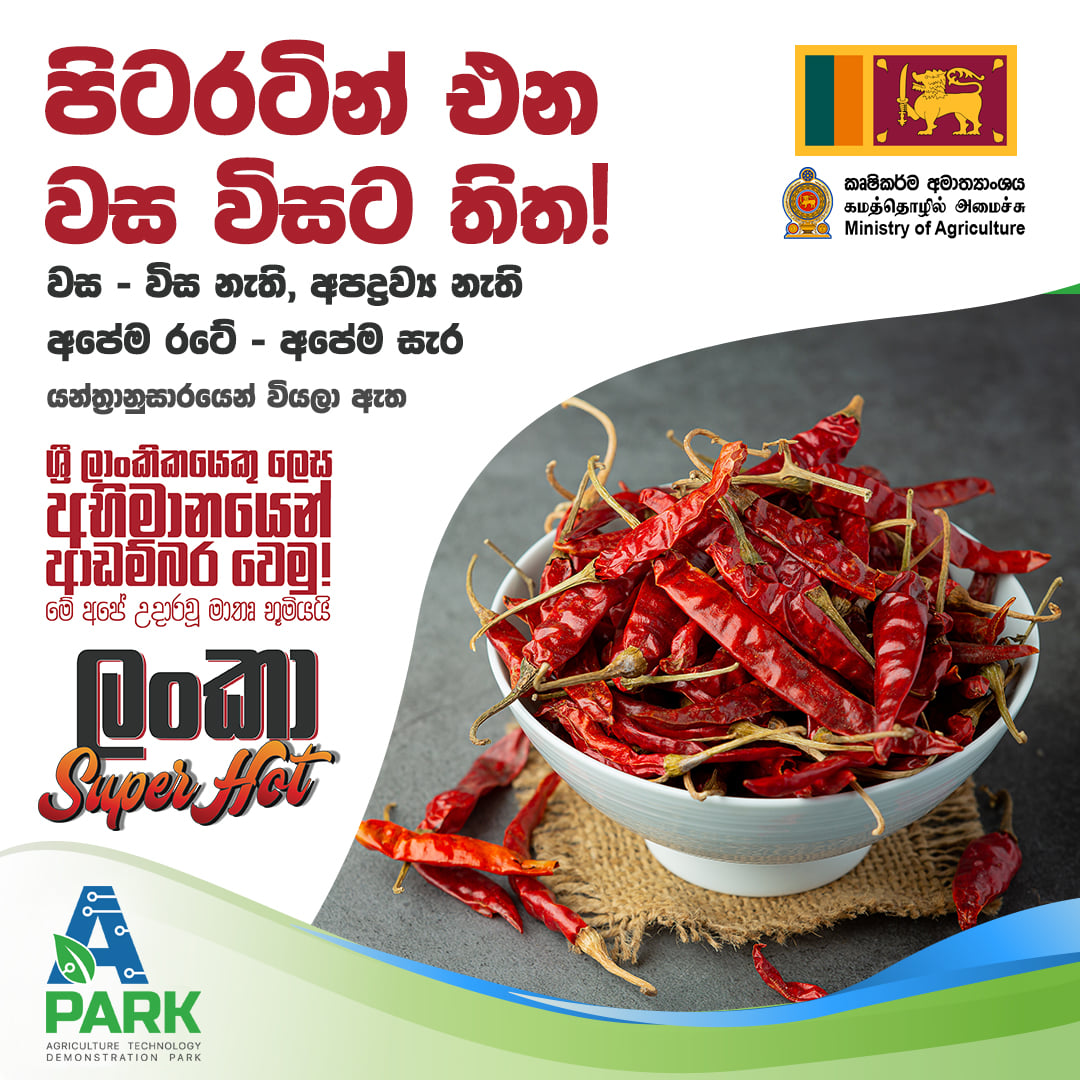 පිටරටින් එන
වස විසට තිත!
වස - විස නැති, අපද්‍රව්‍ය නැති
අපේම රටේ - අපේම සැර
යන්ත්‍රානුසාරයෙන් වියලා ඇත
ශ්‍රී ලාංකිකයෙකු ලෙස
අභිමානයෙන්
ආඩම්බර වෙමු!
මේ අපේ උදාරවූ මාතෘ භූමියයි
ලංකා
Super Hot
කෘෂිකර්ම අමාත්‍යාංශය
கமத்தொழில் அமைச்சு
Ministry of Agriculture
A
PARK
AGRICULTURE TECHNOLOGY
DEMONSTRATION PARK